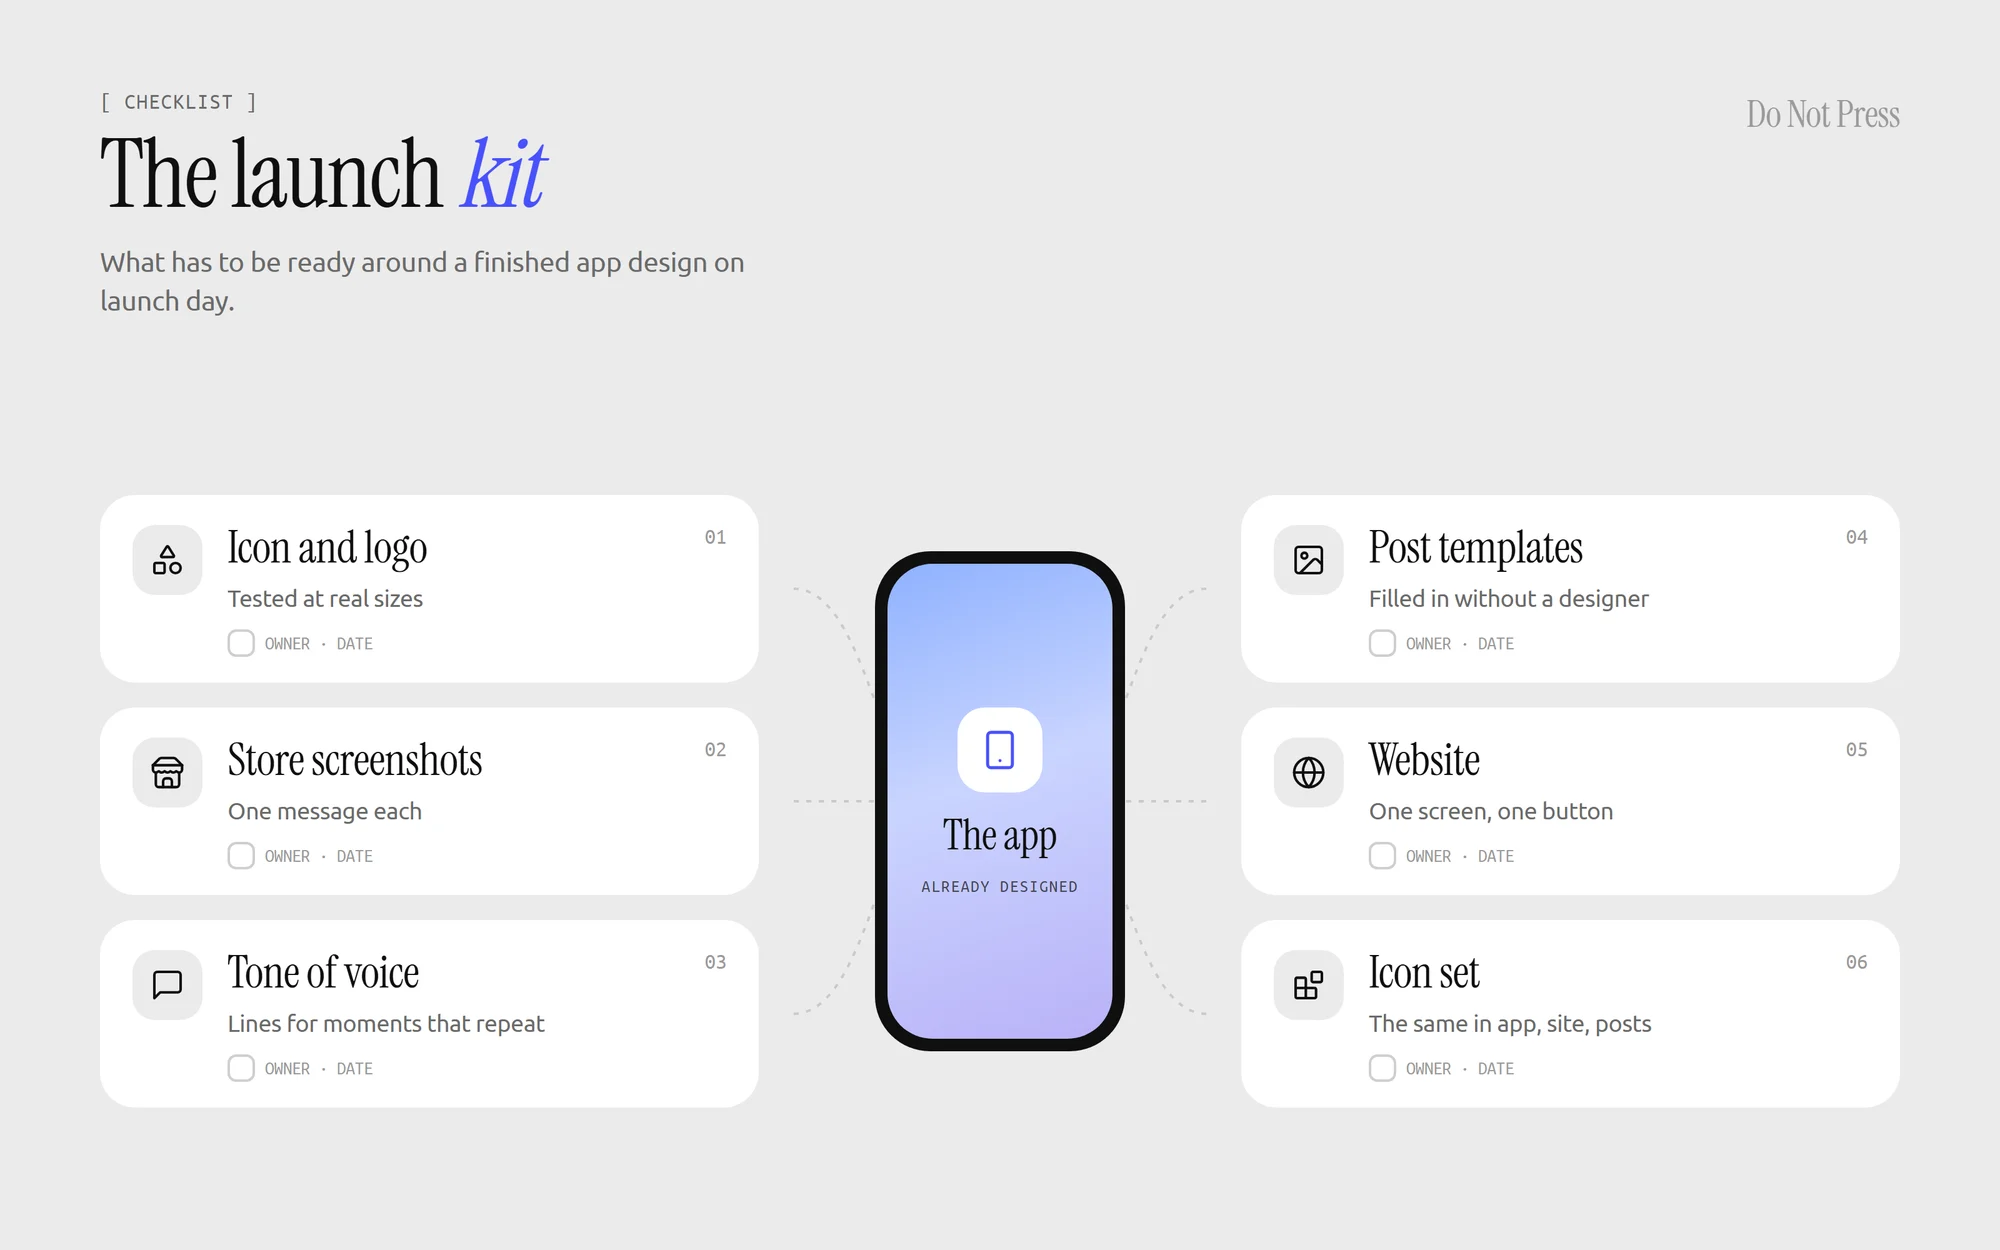 [ CHECKLIST ]
Do Not Press
The launch kit
What has to be ready around a finished app design on
launch day.
Icon and logo
01
Tested at real sizes
OWNER · DATE
Store screenshots
02
One message each
OWNER · DATE
Tone of voice
03
Lines for moments that repeat
OWNER · DATE
The app
ALREADY DESIGNED
Post templates
04
Filled in without a designer
OWNER · DATE
Website
05
One screen, one button
OWNER · DATE
Icon set
06
The same in app, site, posts
OWNER · DATE